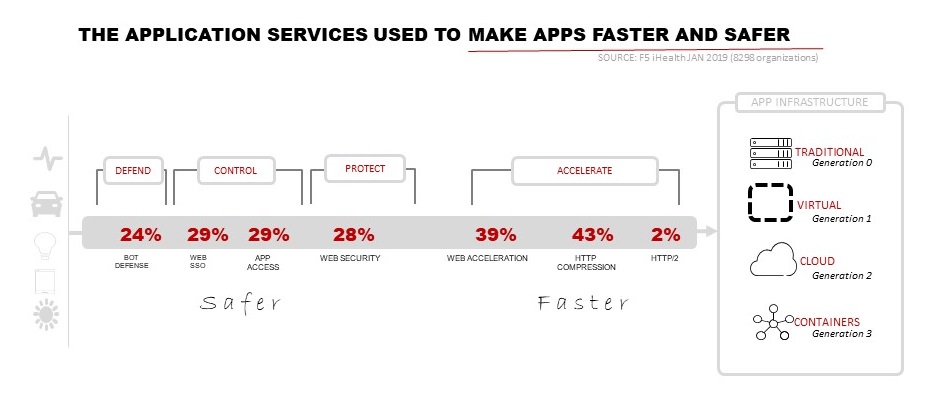 THE APPLICATION SERVICES USED TO MAKE APPS FASTER AND SAFER
SOURCE: F5 iHealth JAN 2019 (8298 organizations)
DEFEND
CONTROL
PROTECT
ACCELERATE
24%
29%
29%
28%
39%
43%
2%
BOT
DEFENSE
WEB
SSO
APP
ACCESS
WEB SECURITY
WEB ACCELERATION
HTTP
COMPRESSION
HTTP/2
Safer
Faster
APP INFRASTRUCTURE
TRADITIONAL
Generation 0
VIRTUAL
Generation 1
CLOUD
Generation 2
CONTAINERS
Generation 3